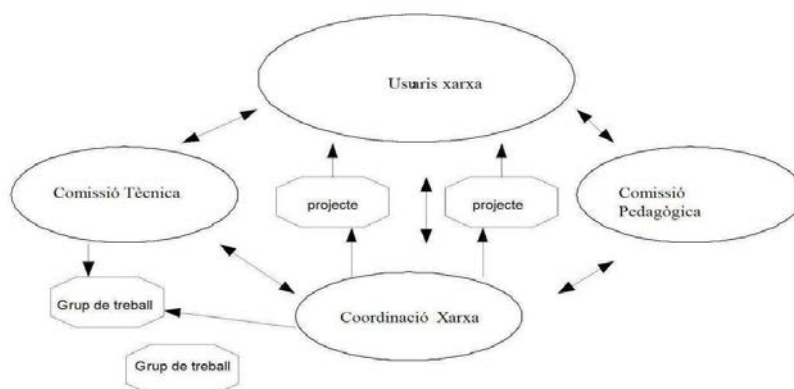 Usuaris xarxa
Comissió Tècnica
projecte
projecte
Comissió
Pedagògica
Grup de treball
Coordinació Xarxa
Grup de treball